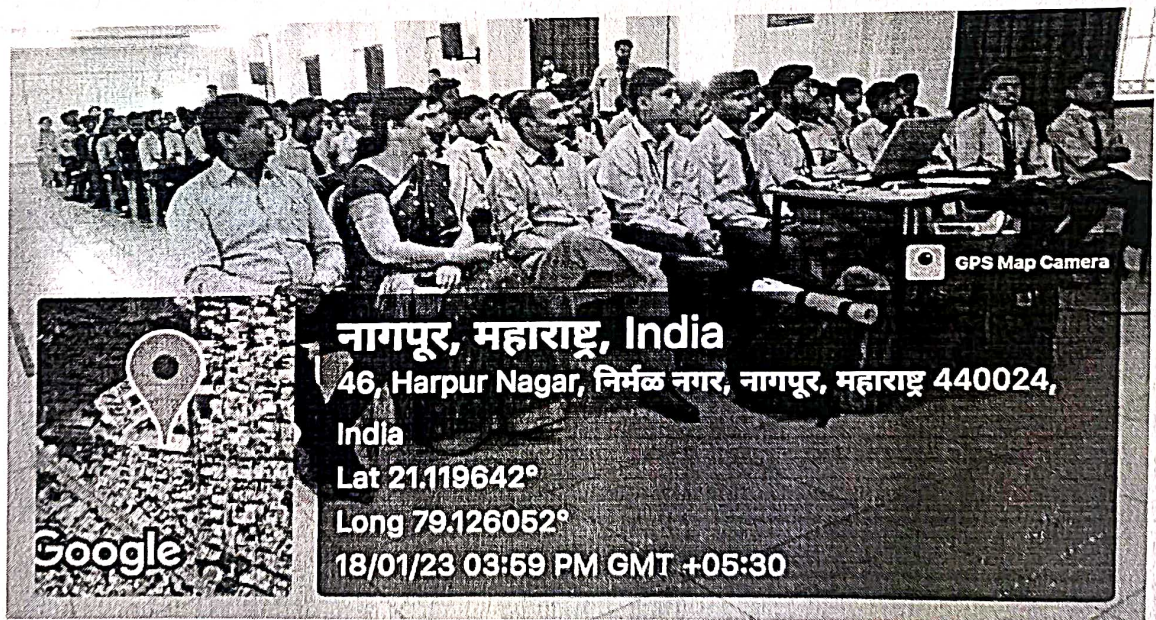 GPS Map Camera
नागपूर, महाराष्ट्र, India
46, Harpur Nagar, निर्मळ नगर, नागपूर, महाराष्ट्र 440024,
India
Lat 21.119642°
Long 79.126052°
18/01/23 03:59 PM GMT +05:30
Google